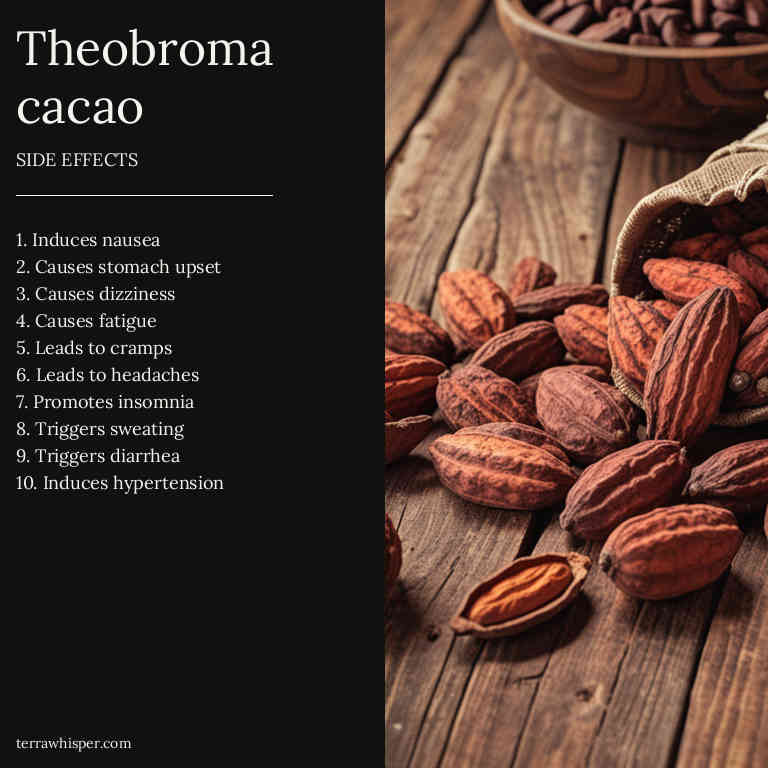 Theobroma
cacao
SIDE EFFECTS
1. Induces nausea
2. Causes stomach upset
3. Causes dizziness
4. Causes fatigue
5. Leads to cramps
6. Leads to headaches
7. Promotes insomnia
8. Triggers sweating
9. Triggers diarrhea
10. Induces hypertension
terrawhisper.com